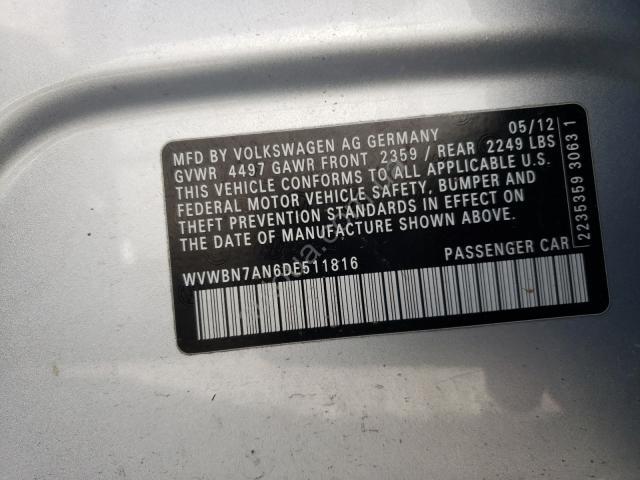 MFD BY VOLKSWAGEN AG GERMANY 05/12
GVWR 4497 GAWR FRONT 2359 / REAR 2249 LBS
THIS VEHICLE CONFORMS TO ALL APPLICABLE U.S.
FEDERAL MOTOR VEHICLE SAFETY, BUMPER AND
THEFT PREVENTION STANDARDS IN EFFECT ON
THE DATE OF MANUFACTURE SHOWN ABOVE.
WVWBN7AN6DE511816 PASSENGER CAR
2235359 30631